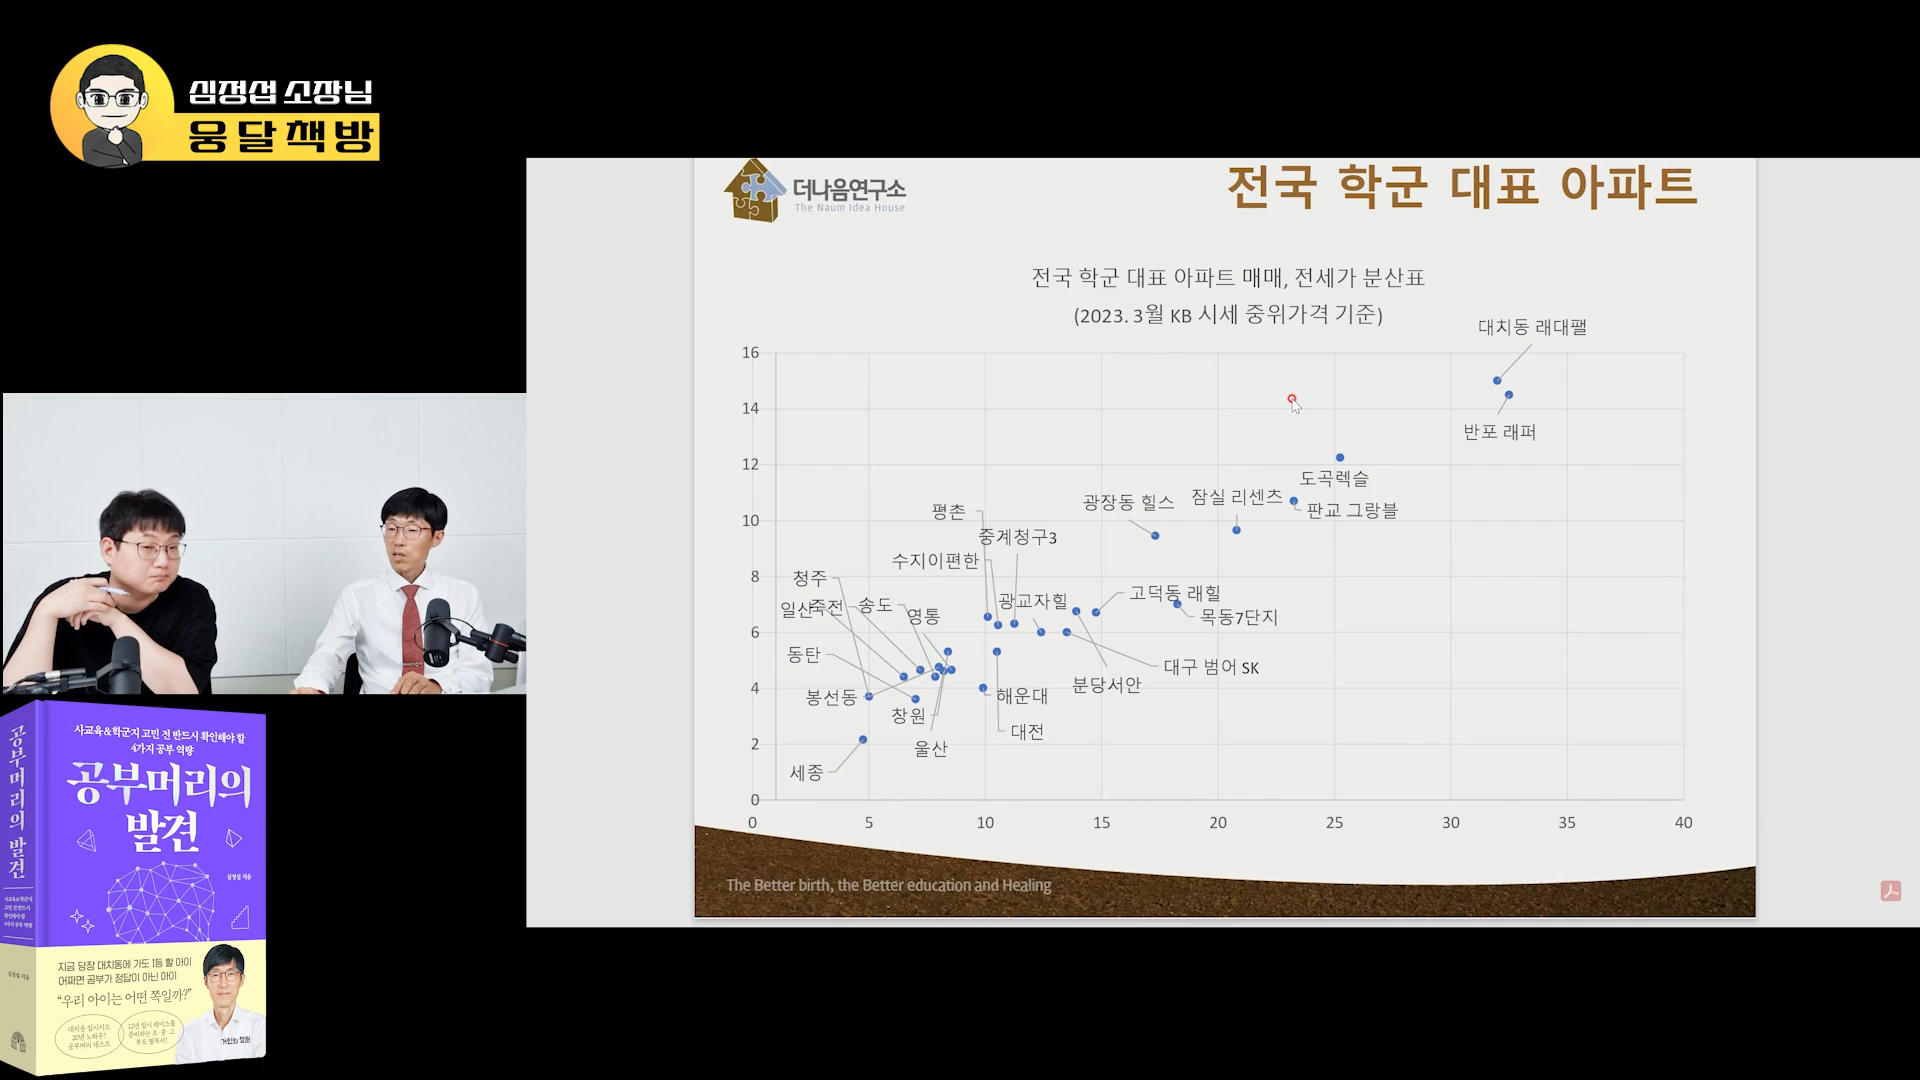 심정섭 소장님
웅달책방
더나음연구소
The Naum Idea House
전국 학군 대표 아파트
전국 학군 대표 아파트 매매, 전세가 분산표
(2023. 3월 KB 시세 중위가격 기준)
대치동 래대팰
반포 래퍼
도곡렉슬
판교 그랑블
잠실 리센츠
광장동 힐스
평촌
중계청구3
수지이편한
청주
일산
송도
영통
광교자힐
고덕동 래힐
목동7단지
동탄
대구 범어 SK
분당서안
봉선동
해운대
창원
대전
울산
세종
16
14
12
10
8
6
4
2
0
0 5 10 15 20 25 30 35 40
The Better birth, the Better education and Healing
사교육&학군지 고민 전 반드시 확인해야 할
4가지 공부 역량
공부머리의
발견
심정섭 지음
공부머리의 발견
지금 당장 대치동에 가도 1등 할 아이
어쩌면 공부가 정답이 아닌 아이
"우리 아이는 어떤 쪽일까?"